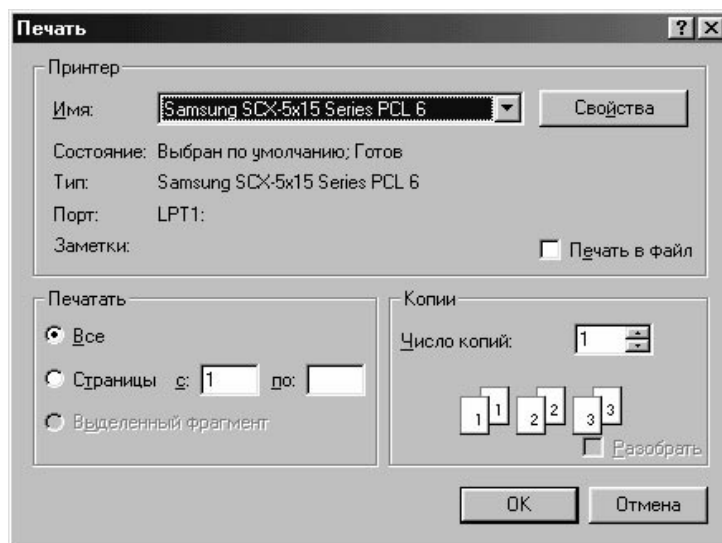 Печать
Принтер
Имя: Samsung SCX-5x15 Series PCL 6 Свойства
Состояние: Выбран по умолчанию; Готов
Тип: Samsung SCX-5x15 Series PCL 6
Порт: LPT1:
Заметки: Печать в файл
Печатать
Все
Страницы с: 1 по:
Выделенный фрагмент
Копии
Число копий: 1
1 1 2 2 3 3
Разобрать
OK Отмена